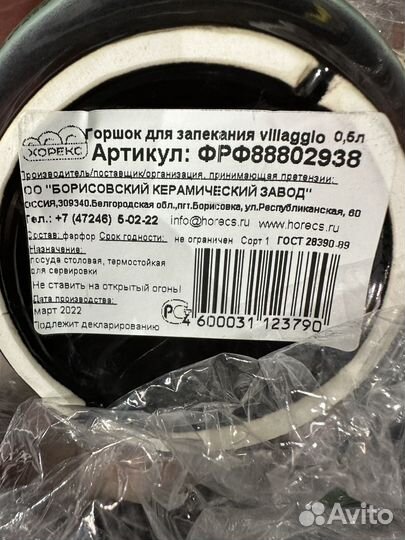 ХОРЕКС
Горшок для запекания villaggio 0,5л
Артикул: ФРФ88802938
Производитель/поставщик/организация, принимающая претензии:
ОО "БОРИСОВСКИЙ КЕРАМИЧЕСКИЙ ЗАВОД"
ОССИЯ,309340.Белгородская обл.,пгт.Борисовка, ул.Республиканская, 60
Тел.: +7 (47246) 5-02-22 info@horecs.ru www.horecs.ru
Состав: фарфор Срок годности: не ограничен Сорт 1 ГОСТ 28390-89
Назначение:
посуда столовая, термостойкая
для сервировки
Не ставить на открытый огонь!
Дата производства:
март 2022
Подлежит декларированию
РС
4 600031 123790
Avito